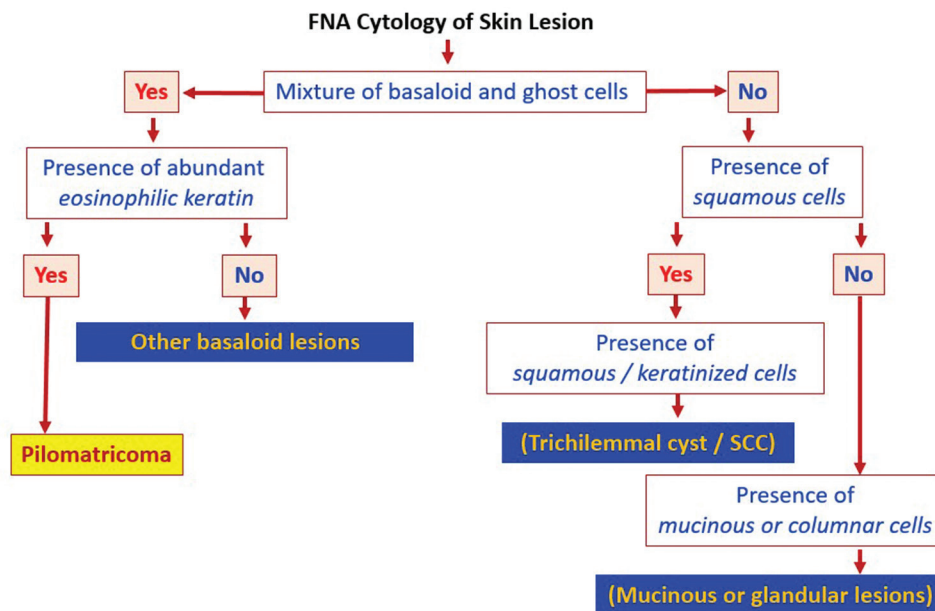 FNA Cytology of Skin Lesion
Yes
Mixture of basaloid and ghost cells
No
Presence of abundant
eosinophilic keratin
Presence of
squamous cells
Yes
No
Yes
No
Other basaloid lesions
Presence of
squamous / keratinized cells
Pilomatricoma
(Trichilemmal cyst / SCC)
Presence of
mucinous or columnar cells
(Mucinous or glandular lesions)